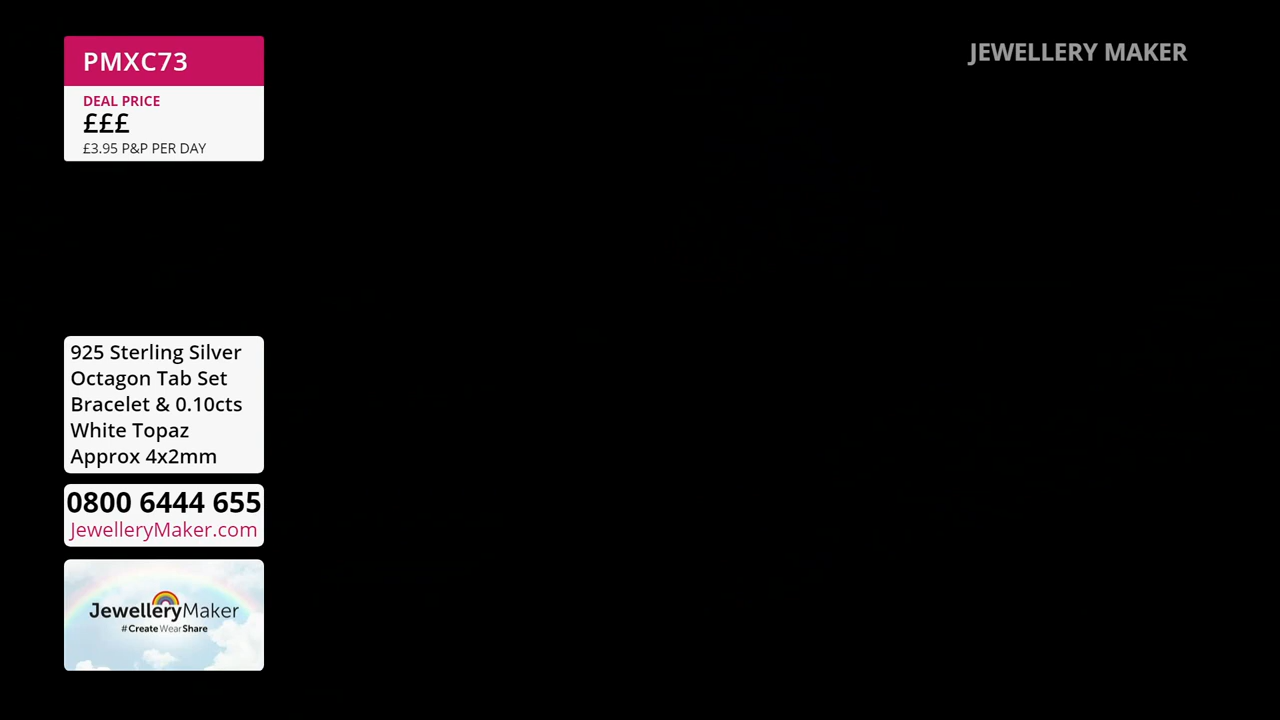 PMXC73
DEAL PRICE
£££
£3.95 P&P PER DAY
JEWELLERY MAKER
925 Sterling Silver
Octagon Tab Set
Bracelet & 0.10cts
White Topaz
Approx 4x2mm
0800 6444 655
JewelleryMaker.com
JewelleryMaker
#CreateWearShare